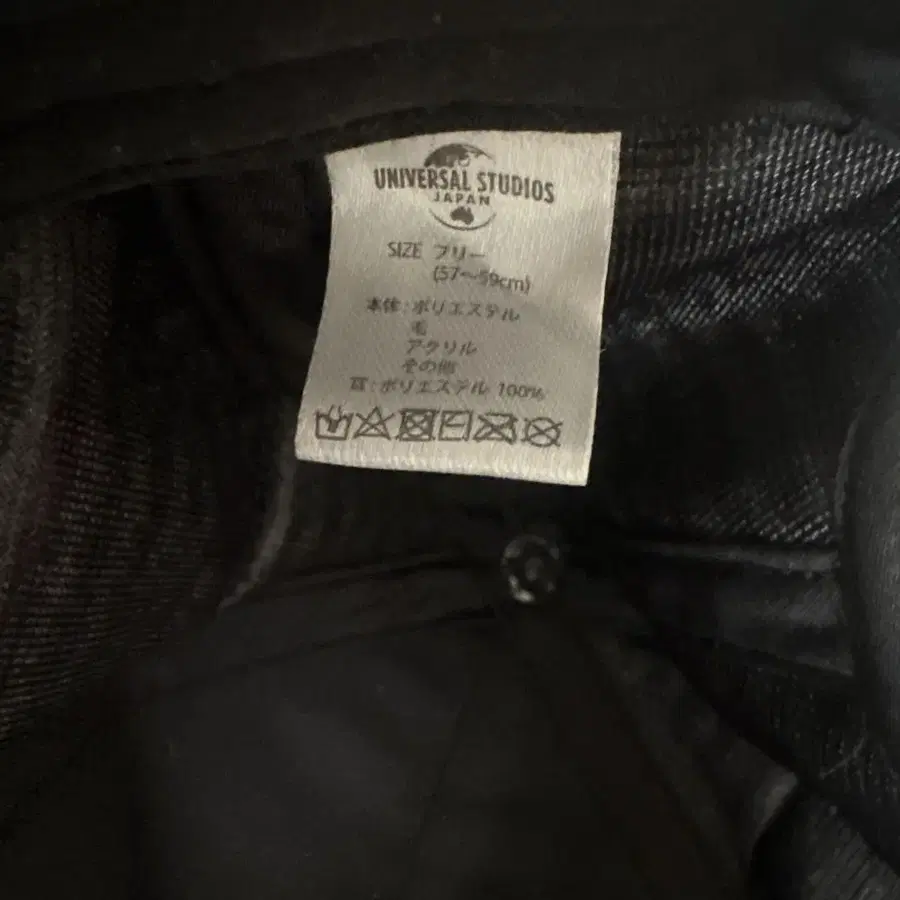 UNIVERSAL STUDIOS
JAPAN
SIZE フリー
(57〜59cm)
本体:ポリエステル
毛
アクリル
その他
ポリエステル 100%